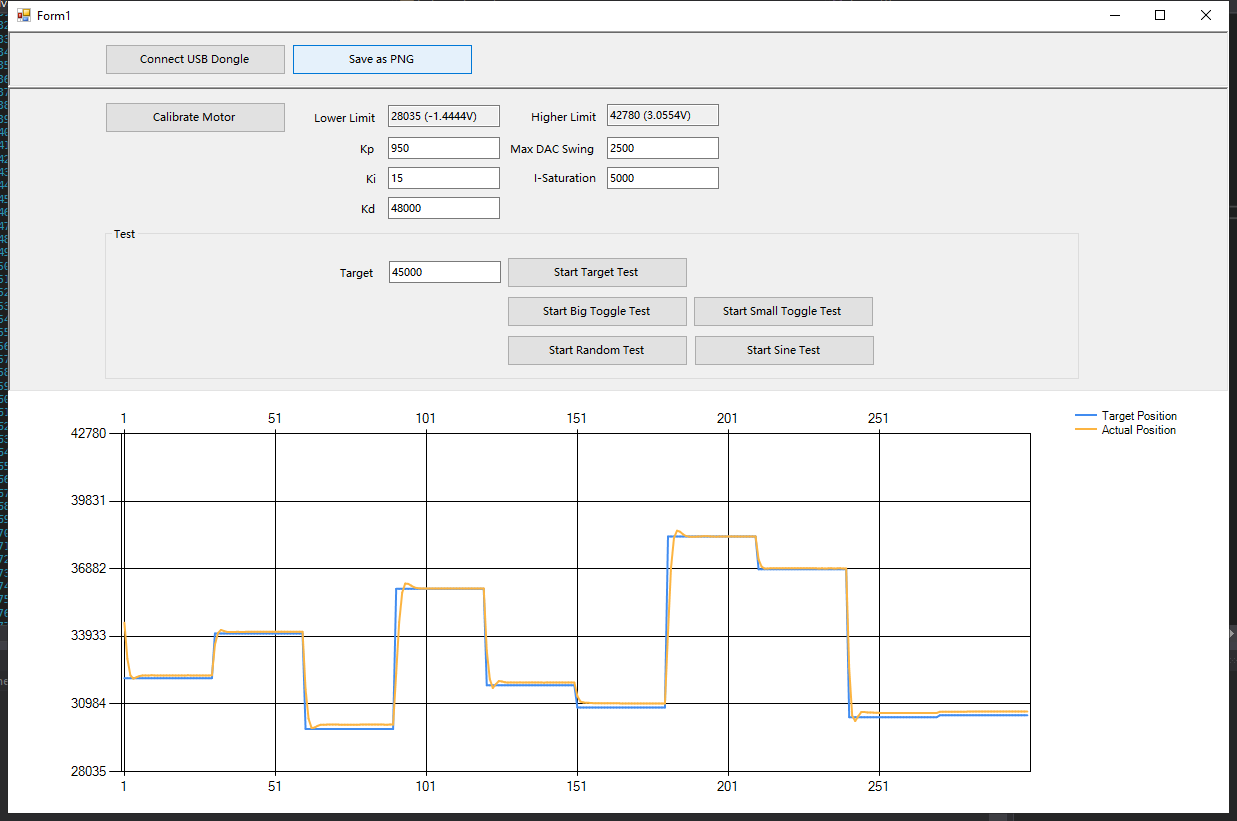 Form1
Connect USB Dongle
Save as PNG
Calibrate Motor
Lower Limit
28035 (-1.4444V)
Higher Limit
42780 (3.0554V)
Kp
950
Max DAC Swing
2500
Ki
15
I-Saturation
5000
Kd
48000
Test
Target
45000
Start Target Test
Start Big Toggle Test
Start Small Toggle Test
Start Random Test
Start Sine Test
1 51 101 151 201 251
Target Position
Actual Position
42780
39831
36882
33933
30984
28035
1 51 101 151 201 251